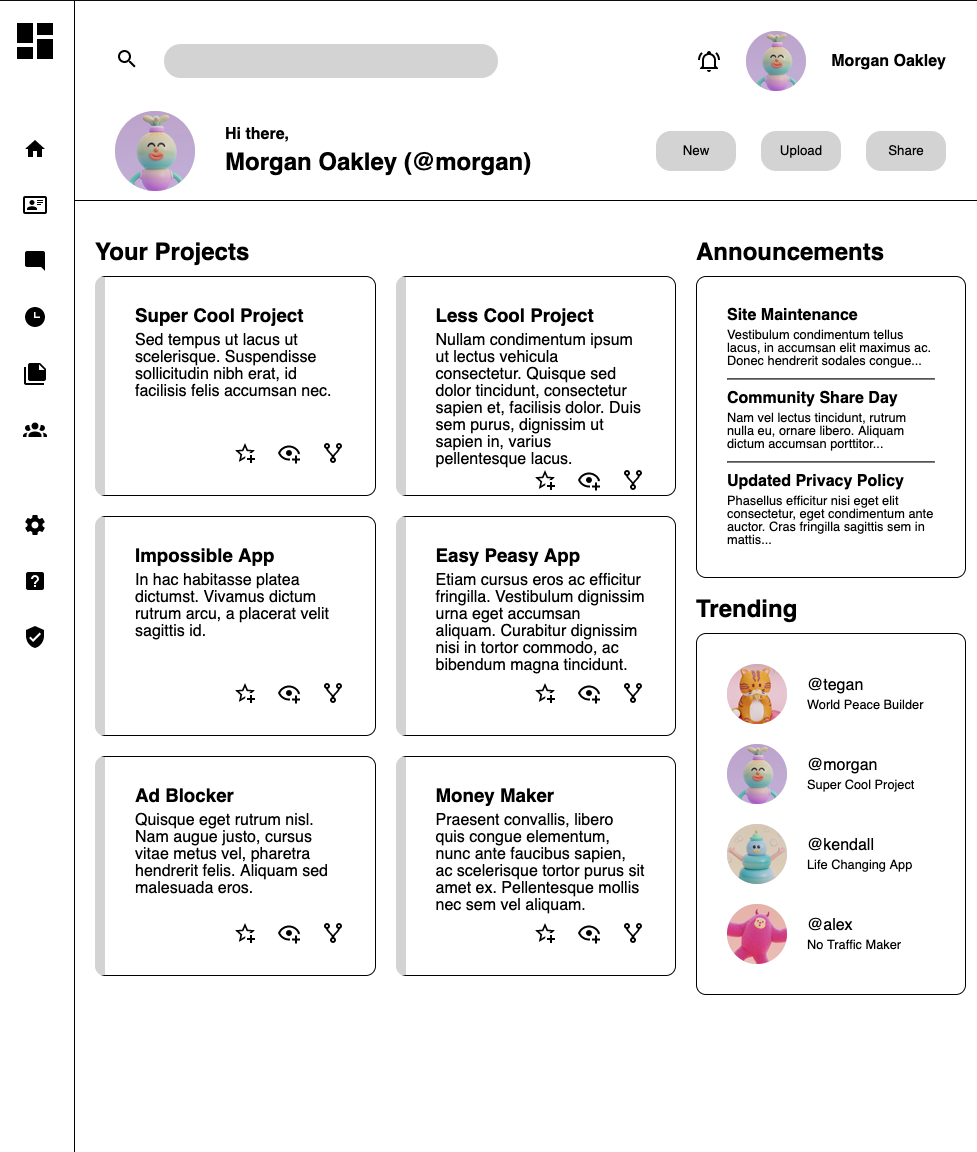 Morgan Oakley
Hi there,
Morgan Oakley (@morgan)
New
Upload
Share
Your Projects
Super Cool Project
Sed tempus ut lacus ut
scelerisque. Suspendisse
sollicitudin nibh erat, id
facilisis felis accumsan nec.
Less Cool Project
Nullam condimentum ipsum
ut lectus vehicula
consectetur. Quisque sed
dolor tincidunt, consectetur
sapien et, facilisis dolor. Duis
sem purus, dignissim ut
sapien in, varius
pellentesque lacus.
Impossible App
In hac habitasse platea
dictumst. Vivamus dictum
rutrum arcu, a placerat velit
sagittis id.
Easy Peasy App
Etiam cursus eros ac efficitur
fringilla. Vestibulum dignissim
urna eget accumsan
aliquam. Curabitur dignissim
nisi in tortor commodo, ac
bibendum magna tincidunt.
Ad Blocker
Quisque eget rutrum nisl.
Nam augue justo, cursus
vitae metus vel, pharetra
hendrerit felis. Aliquam sed
malesuada eros.
Money Maker
Praesent convallis, libero
quis congue elementum,
nunc ante faucibus sapien,
ac scelerisque tortor purus sit
amet ex. Pellentesque mollis
nec sem vel aliquam.
Announcements
Site Maintenance
Vestibulum condimentum tellus
lacus, in accumsan elit maximus ac.
Donec hendrerit sodales congue...
Community Share Day
Nam vel lectus tincidunt, rutrum
nulla eu, ornare libero. Aliquam
dictum accumsan porttitor...
Updated Privacy Policy
Phasellus efficitur nisi eget elit
consectetur, eget condimentum ante
auctor. Cras fringilla sagittis sem in
mattis...
Trending
@tegan
World Peace Builder
@morgan
Super Cool Project
@kendall
Life Changing App
@alex
No Traffic Maker